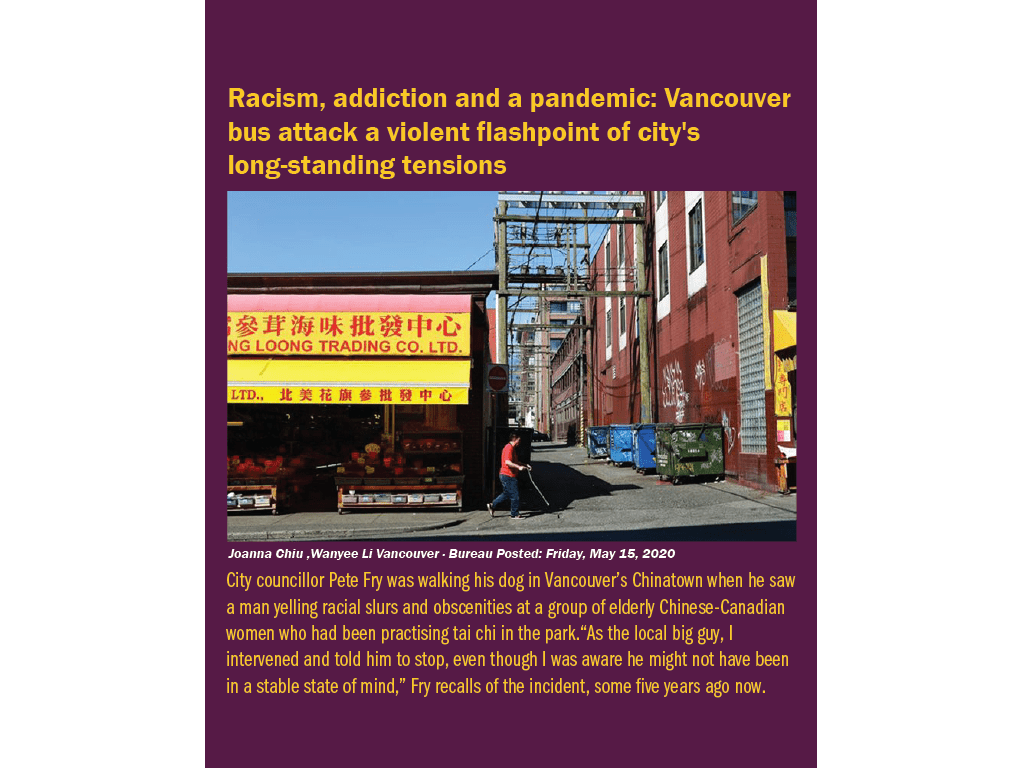 Racism, addiction and a pandemic: Vancouver
bus attack a violent flashpoint of city's
long-standing tensions
參茸海味批發中心
NG LOONG TRADING CO. LTD.
LTD., 北美花旗參批發中心
Joanna Chiu ,Wanyee Li Vancouver · Bureau Posted: Friday, May 15, 2020
City councillor Pete Fry was walking his dog in Vancouver’s Chinatown when he saw
a man yelling racial slurs and obscenities at a group of elderly Chinese-Canadian
women who had been practising tai chi in the park.“As the local big guy, I
intervened and told him to stop, even though I was aware he might not have been
in a stable state of mind,” Fry recalls of the incident, some five years ago now.